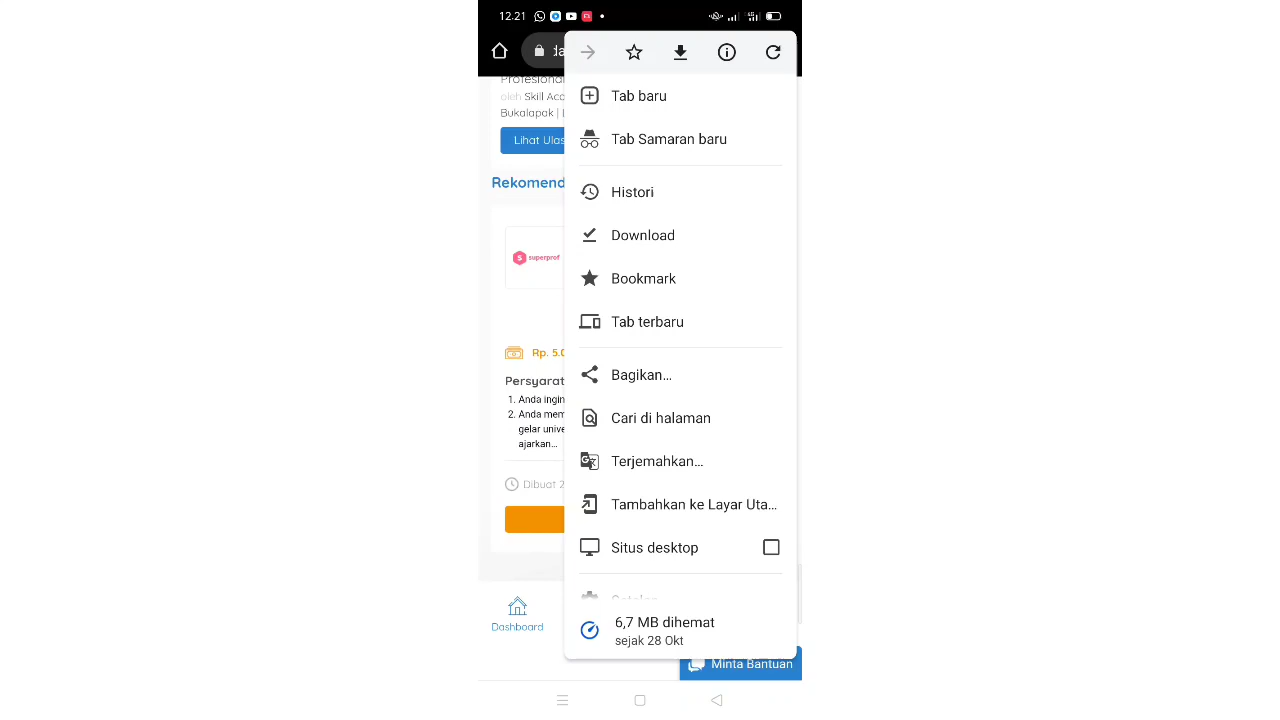 12.21
Profesional
oleh Skill Aca
Bukalapak |
Lihat Ulas
Rekomend
superprof
Rp. 5.0
Persyarat
1. Anda ingin
2. Anda mem
gelar unive
ajarkan...
Dibuat 2
Dashboard
Tab baru
Tab Samaran baru
Histori
Download
Bookmark
Tab terbaru
Bagikan...
Cari di halaman
Terjemahkan...
Tambahkan ke Layar Uta...
Situs desktop
6,7 MB dihemat
sejak 28 Okt
Minta Bantuan